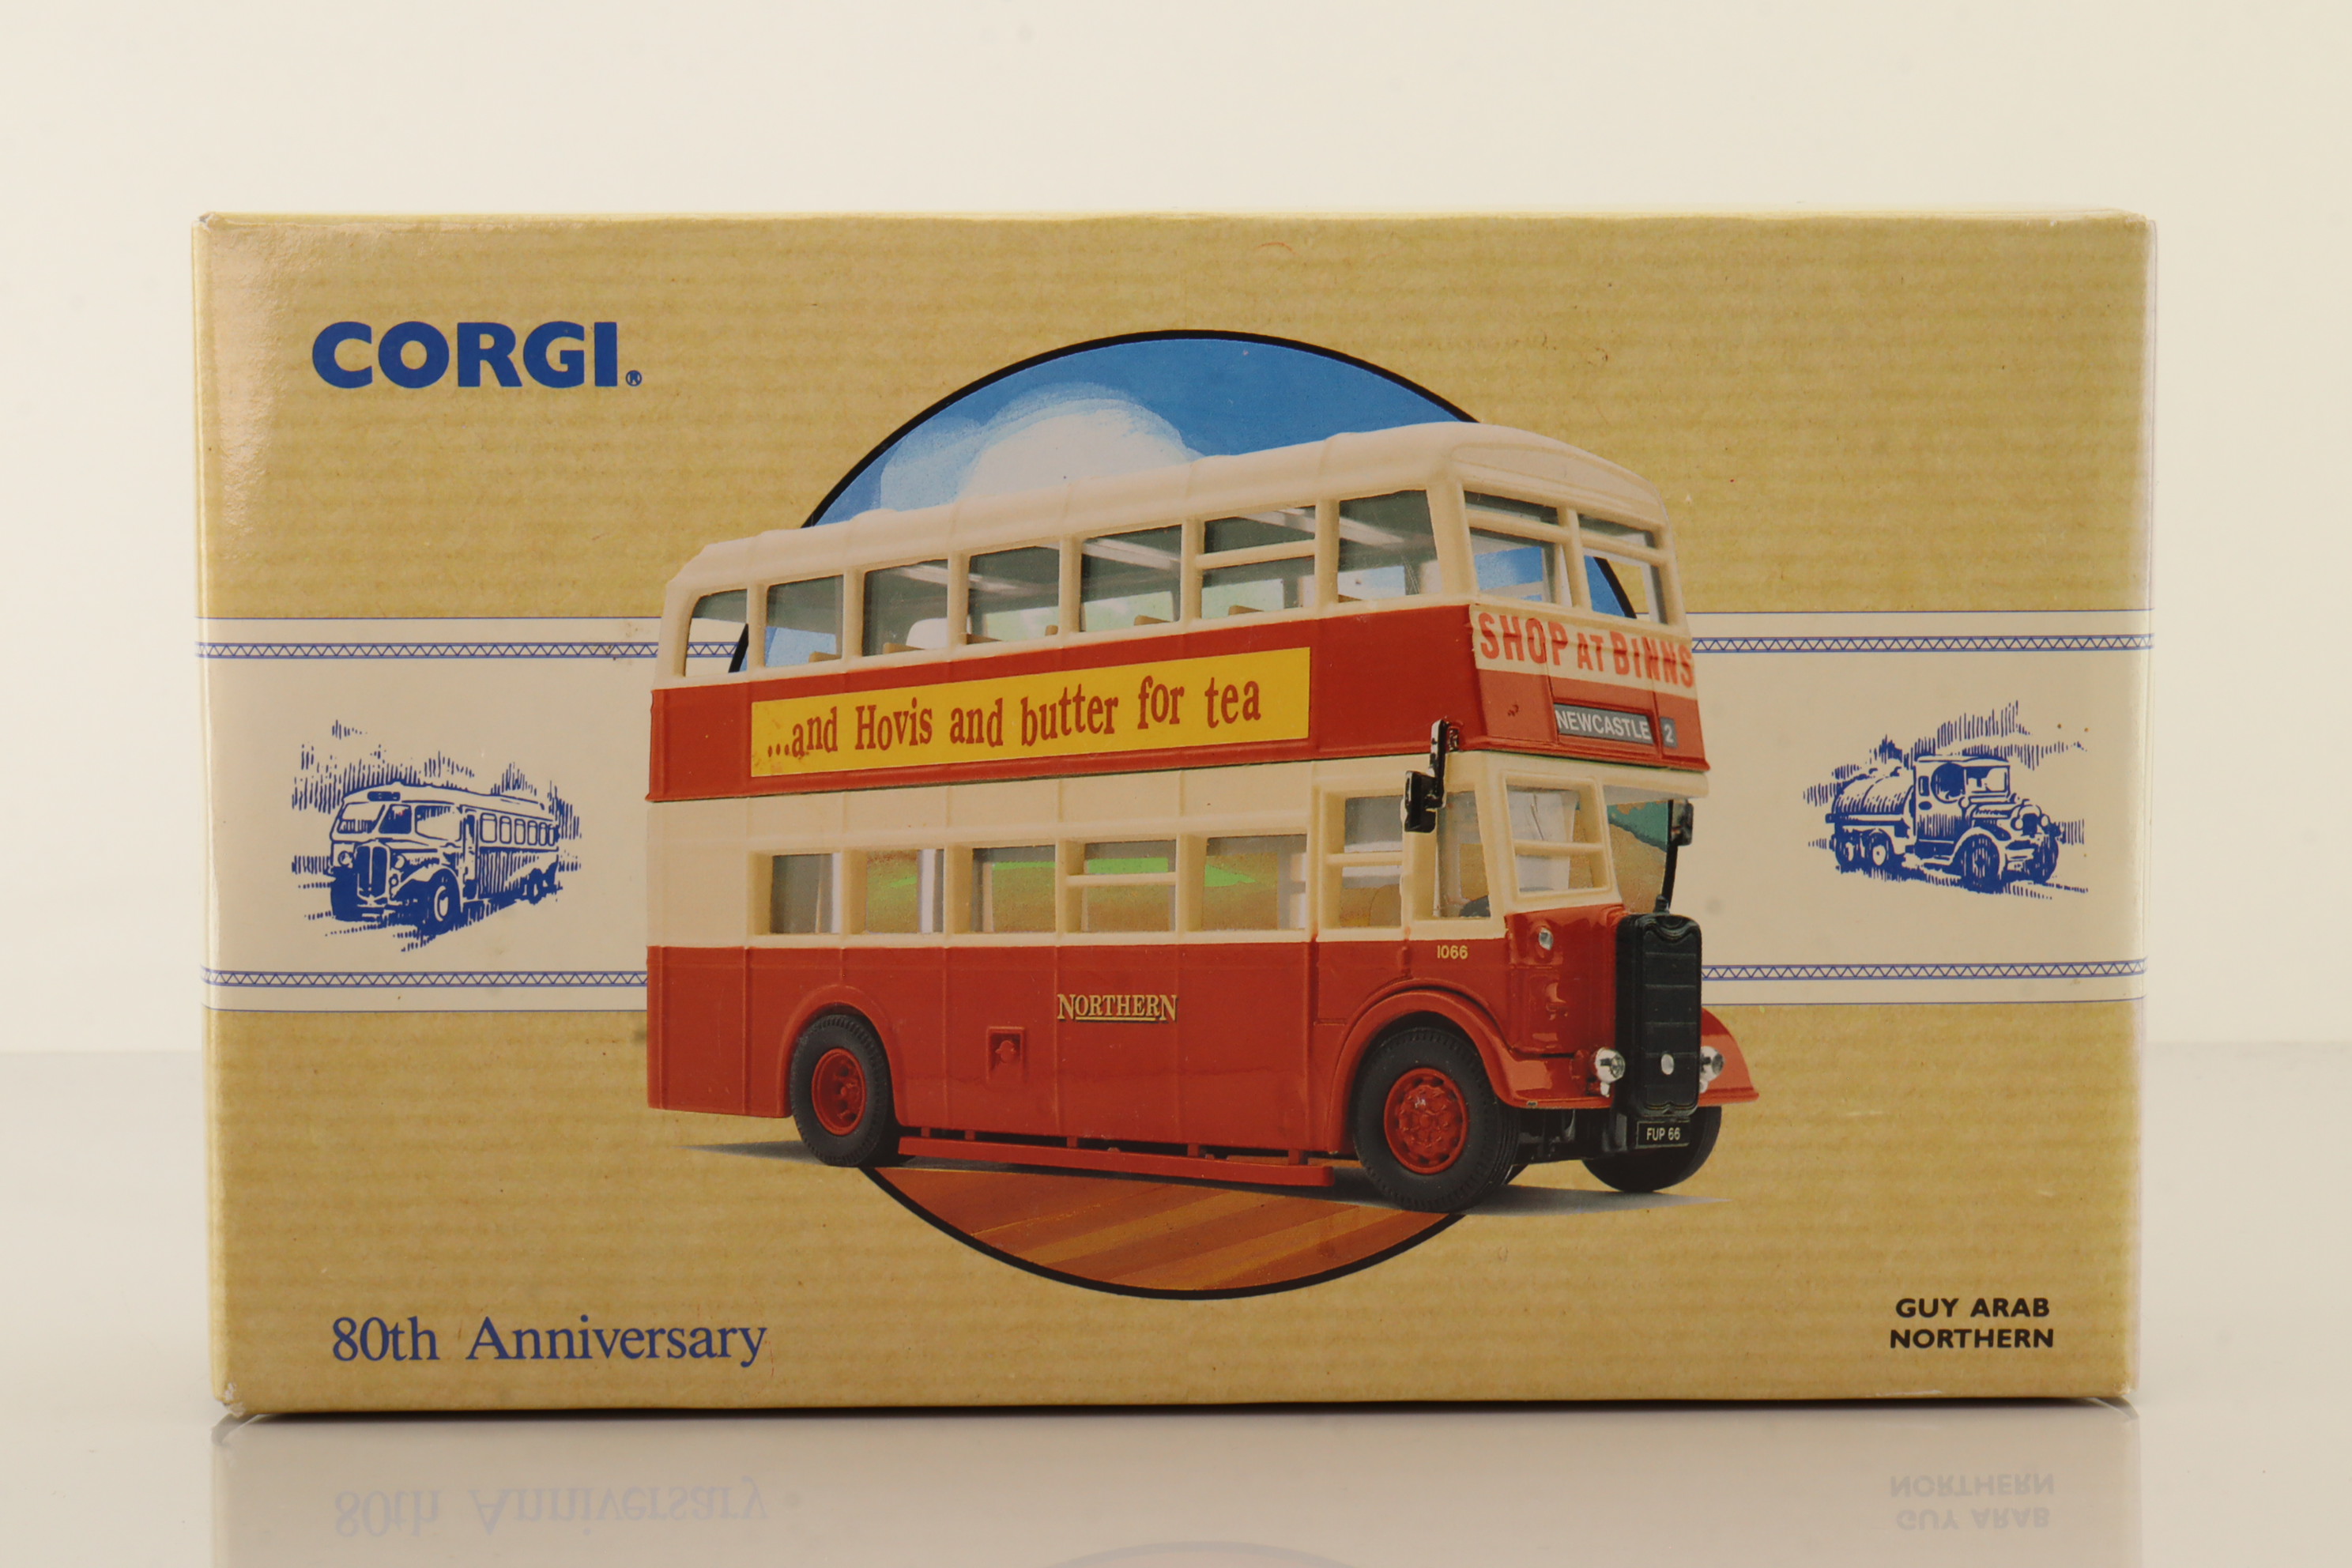 CORGI®
SHOP AT BINNS
...and Hovis and butter for tea
NEWCASTLE 2
1066
NORTHERN
FUP 66
80th Anniversary
GUY ARAB
NORTHERN